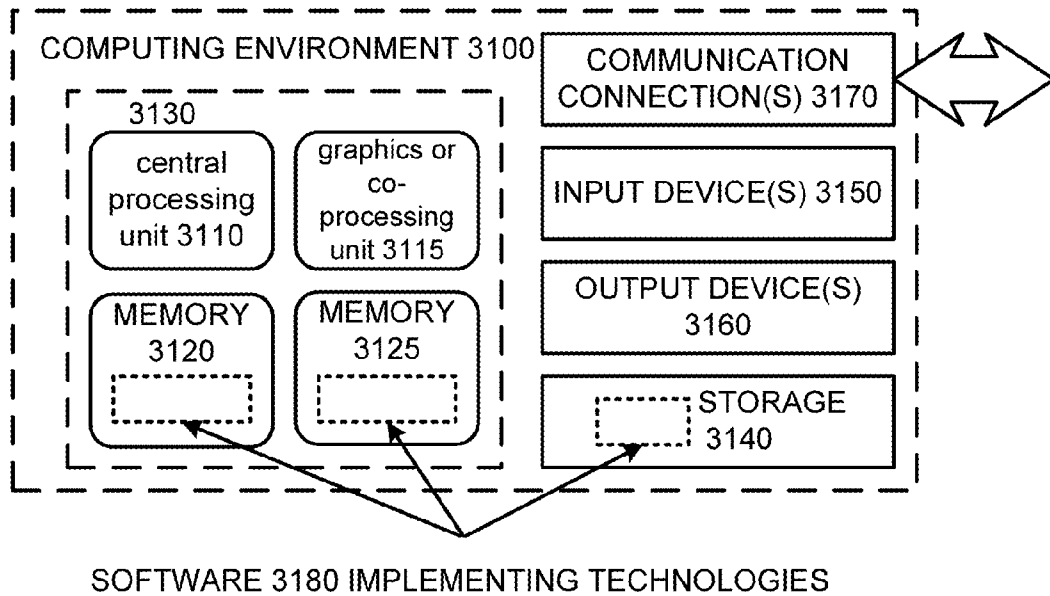 COMPUTING ENVIRONMENT 3100
3130
central
processing
unit 3110
graphics or
co-
processing
unit 3115
MEMORY
3120
MEMORY
3125
COMMUNICATION
CONNECTION(S) 3170
INPUT DEVICE(S) 3150
OUTPUT DEVICE(S)
3160
STORAGE
3140
SOFTWARE 3180 IMPLEMENTING TECHNOLOGIES